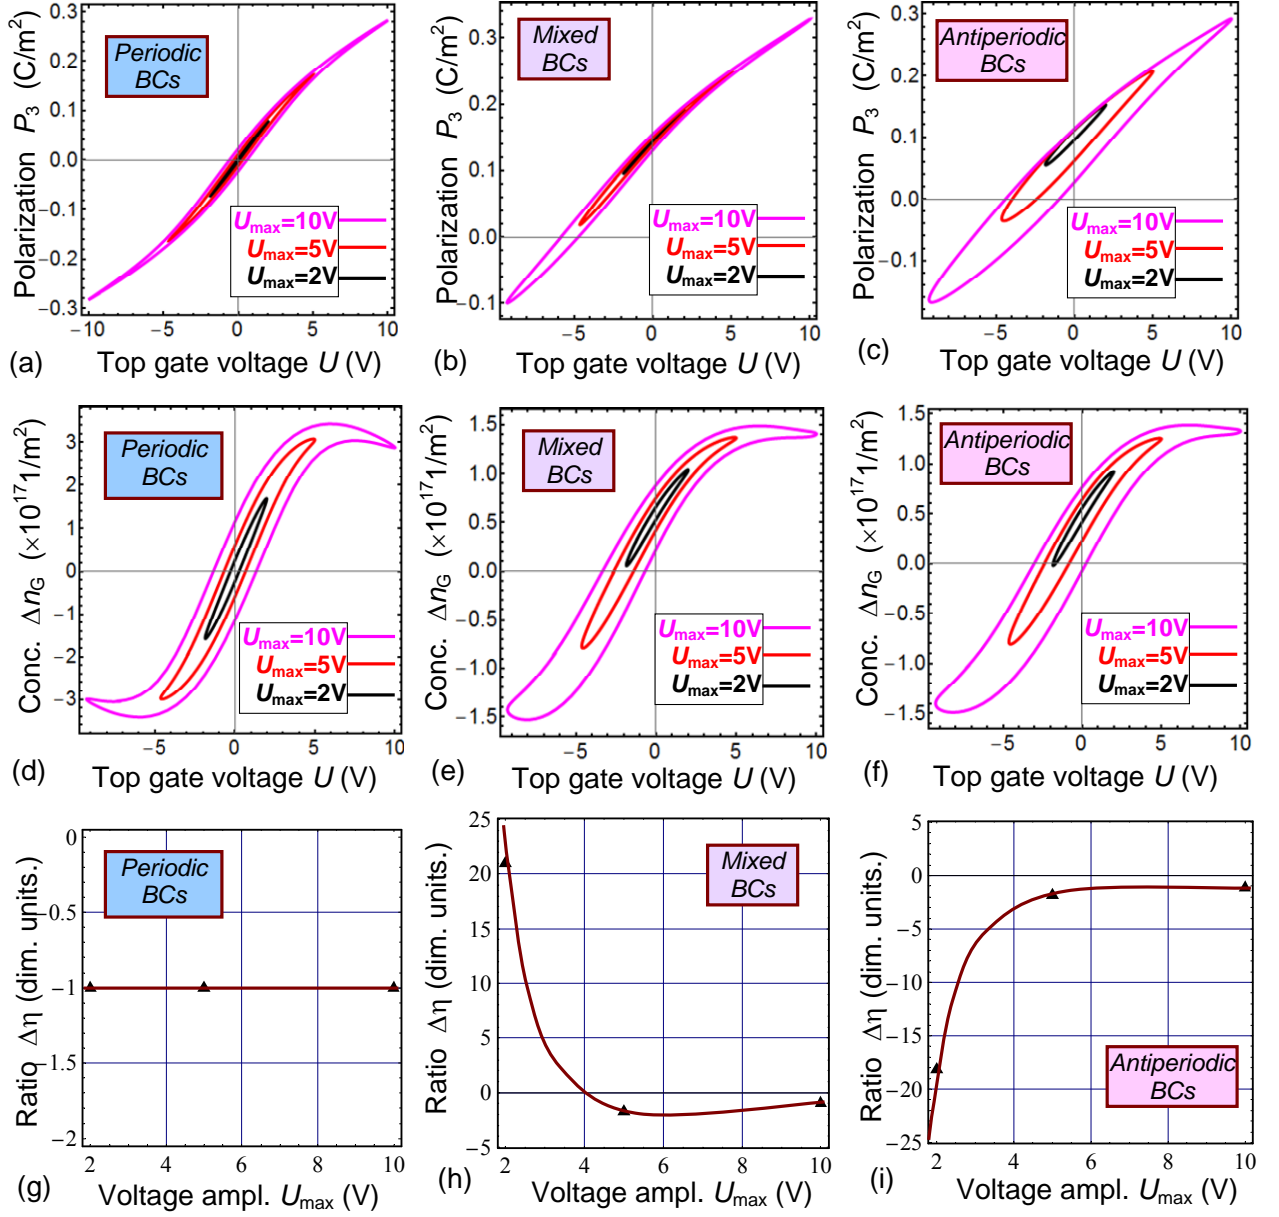 Polarization P3 (C/m2)
0.3
0.2
0.1
0.0
−0.1
−0.2
−0.3
Periodic
BCs
Umax=10V
Umax=5V
Umax=2V
−10 −5 0 5 10
(a) Top gate voltage U (V)
Polarization P3 (C/m2)
0.3
0.2
0.1
0.0
−0.1
Mixed
BCs
Umax=10V
Umax=5V
Umax=2V
−5 0 5 10
(b) Top gate voltage U (V)
Polarization P3 (C/m2)
0.3
0.2
0.1
0.0
−0.1
Antiperiodic
BCs
Umax=10V
Umax=5V
Umax=2V
−5 0 5 10
(c) Top gate voltage U (V)
Conc. ΔnG (×10171/m2)
3
2
1
0
−1
−2
−3
Periodic
BCs
Umax=10V
Umax=5V
Umax=2V
−5 0 5 10
(d) Top gate voltage U (V)
Conc. ΔnG (×10171/m2)
1.5
1.0
0.5
0.0
−0.5
−1.0
−1.5
Mixed
BCs
Umax=10V
Umax=5V
Umax=2V
−5 0 5 10
(e) Top gate voltage U (V)
Conc. ΔnG (×10171/m2)
1.5
1.0
0.5
0.0
−0.5
−1.0
−1.5
Antiperiodic
BCs
Umax=10V
Umax=5V
Umax=2V
−5 0 5 10
(f) Top gate voltage U (V)
Ratio Δη (dim. units.)
0
−0.5
−1
−1.5
−2
Periodic
BCs
2 4 6 8 10
(g) Voltage ampl. Umax (V)
Ratio Δη (dim. units.)
25
20
15
10
5
0
−5
Mixed
BCs
2 4 6 8 10
(h) Voltage ampl. Umax (V)
Ratio Δη (dim. units.)
5
0
−5
−10
−15
−20
−25
Antiperiodic
BCs
2 4 6 8 10
(i) Voltage ampl. Umax (V)